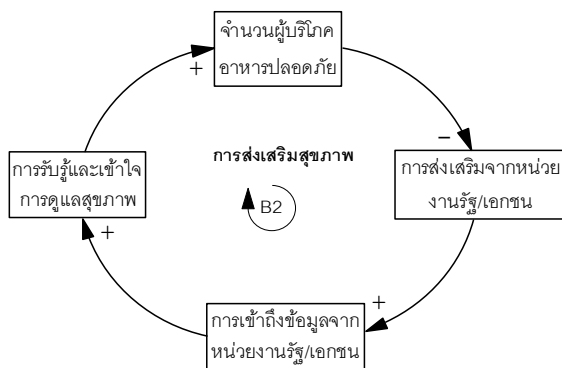 จำนวนผู้บริโภค
อาหารปลอดภัย
+
−
การรับรู้และเข้าใจ
การดูแลสุขภาพ
การส่งเสริมสุขภาพ
B2
การส่งเสริมจากหน่วย
งานรัฐ/เอกชน
+
+
การเข้าถึงข้อมูลจาก
หน่วยงานรัฐ/เอกชน